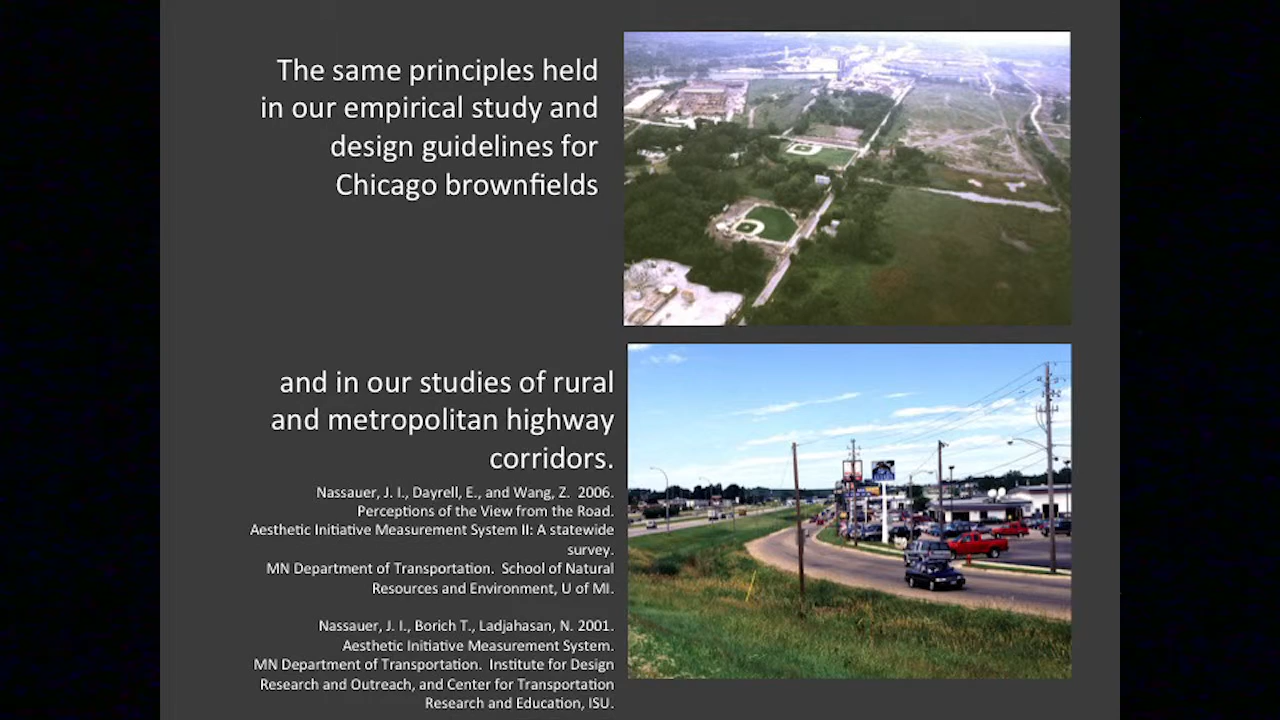 The same principles held
in our empirical study and
design guidelines for
Chicago brownfields
and in our studies of rural
and metropolitan highway
corridors.
Nassauer, J. I., Dayrell, E., and Wang, Z.  2006.
Perceptions of the View from the Road.
Aesthetic Initiative Measurement System II: A statewide
survey.
MN Department of Transportation.  School of Natural
Resources and Environment, U of MI.
Nassauer, J. I., Borich T., Ladjahasan, N. 2001.
Aesthetic Initiative Measurement System.
MN Department of Transportation.  Institute for Design
Research and Outreach, and Center for Transportation
Research and Education, ISU.